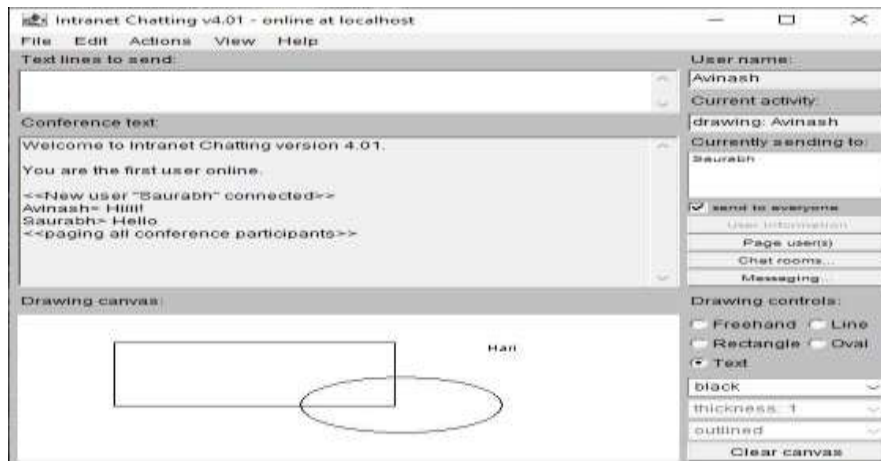 Intranet Chatting v4.01 - online at localhost
File Edit Actions View Help
Text lines to send:
Conference text:
Welcome to Intranet Chatting version 4.01.
You are the first user online.
<<New user "Saurabh" connected>>
Avinash> Hiiii!
Saurabh> Hello
<<paging all conference participants>>
Drawing canvas:
Hari
User name:
Avinash
Current activity:
drawing: Avinash
Currently sending to:
Saurabh
send to everyone
User information
Page user(s)
Chat rooms...
Messaging...
Drawing controls:
Freehand Line
Rectangle Oval
Text
black
thickness: 1
outlined
Clear canvas